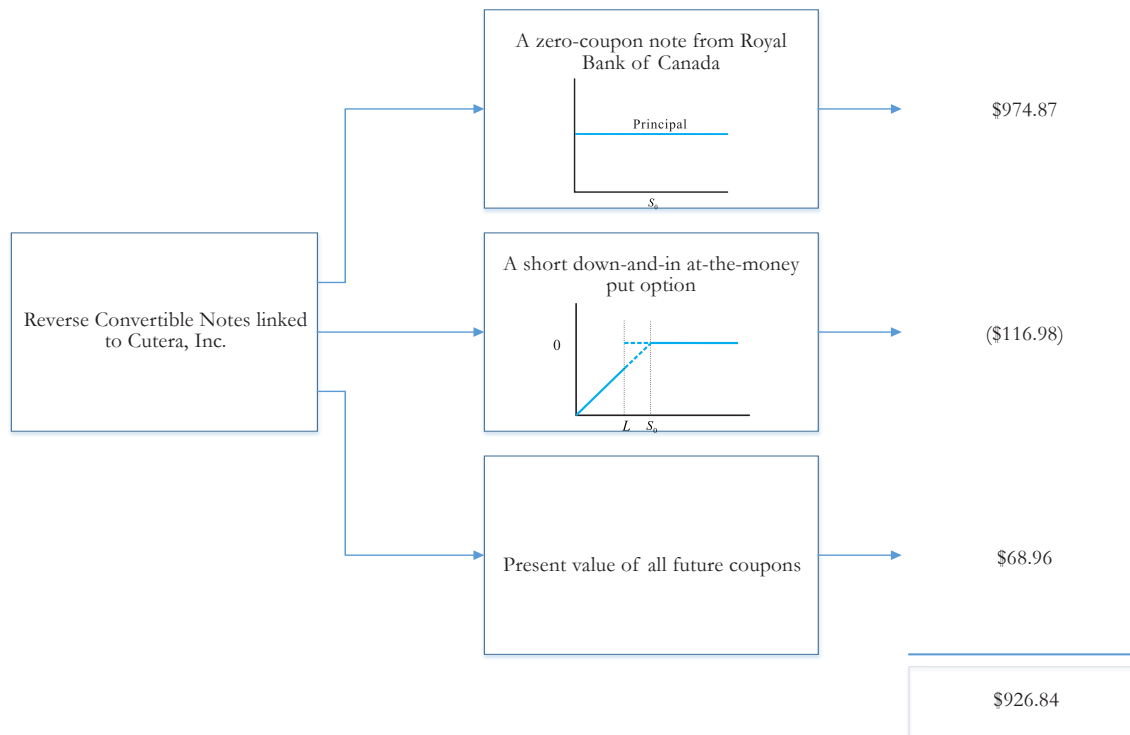 A zero-coupon note from Royal
Bank of Canada
Principal
S₀
$974.87
Reverse Convertible Notes linked
to Cutera, Inc.
A short down-and-in at-the-money
put option
0
L S₀
($116.98)
Present value of all future coupons
$68.96
$926.84